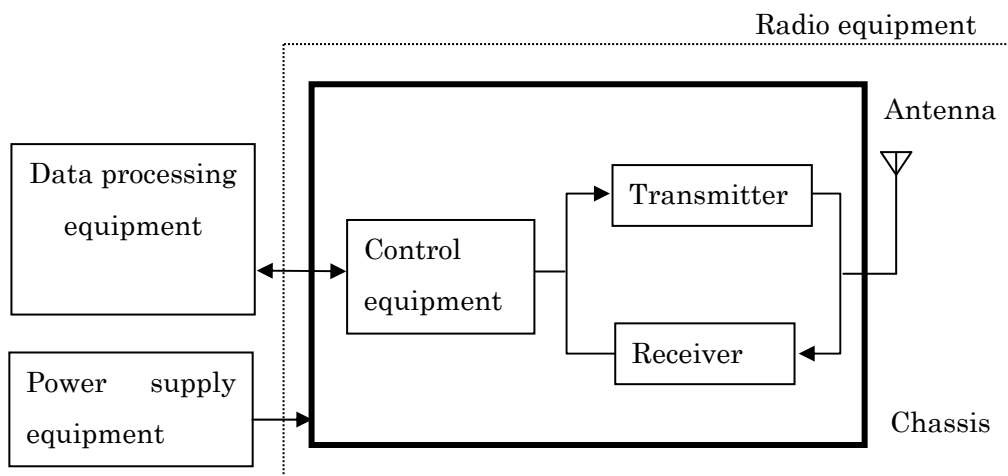 Radio equipment
Antenna
Data processing
equipment
Transmitter
Control
equipment
Receiver
Power supply
equipment
Chassis